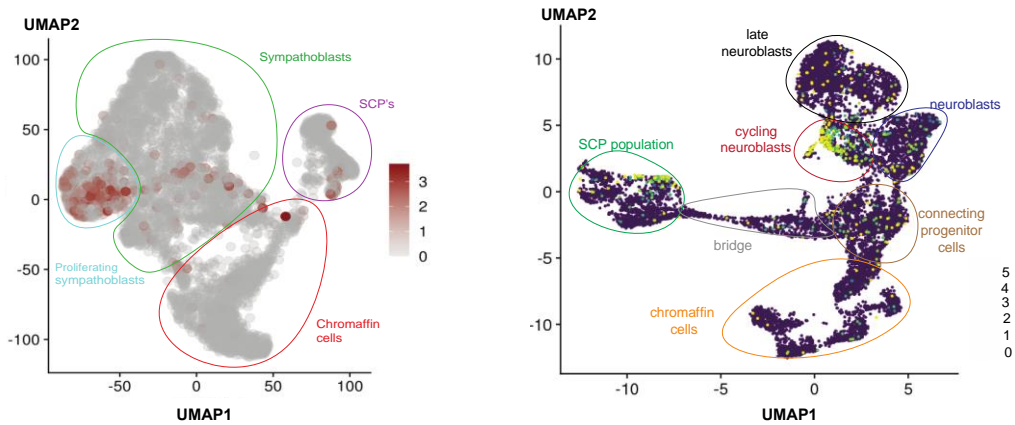 UMAP2
100
50
0
-50
-100
-50
0
50
100
UMAP1
Sympathoblasts
SCP's
Proliferating
sympathoblasts
Chromaffin
cells
3
2
1
0
UMAP2
10
5
0
-5
-10
-10
-5
0
5
UMAP1
late
neuroblasts
neuroblasts
cycling
neuroblasts
SCP population
bridge
connecting
progenitor
cells
chromaffin
cells
5
4
3
2
1
0